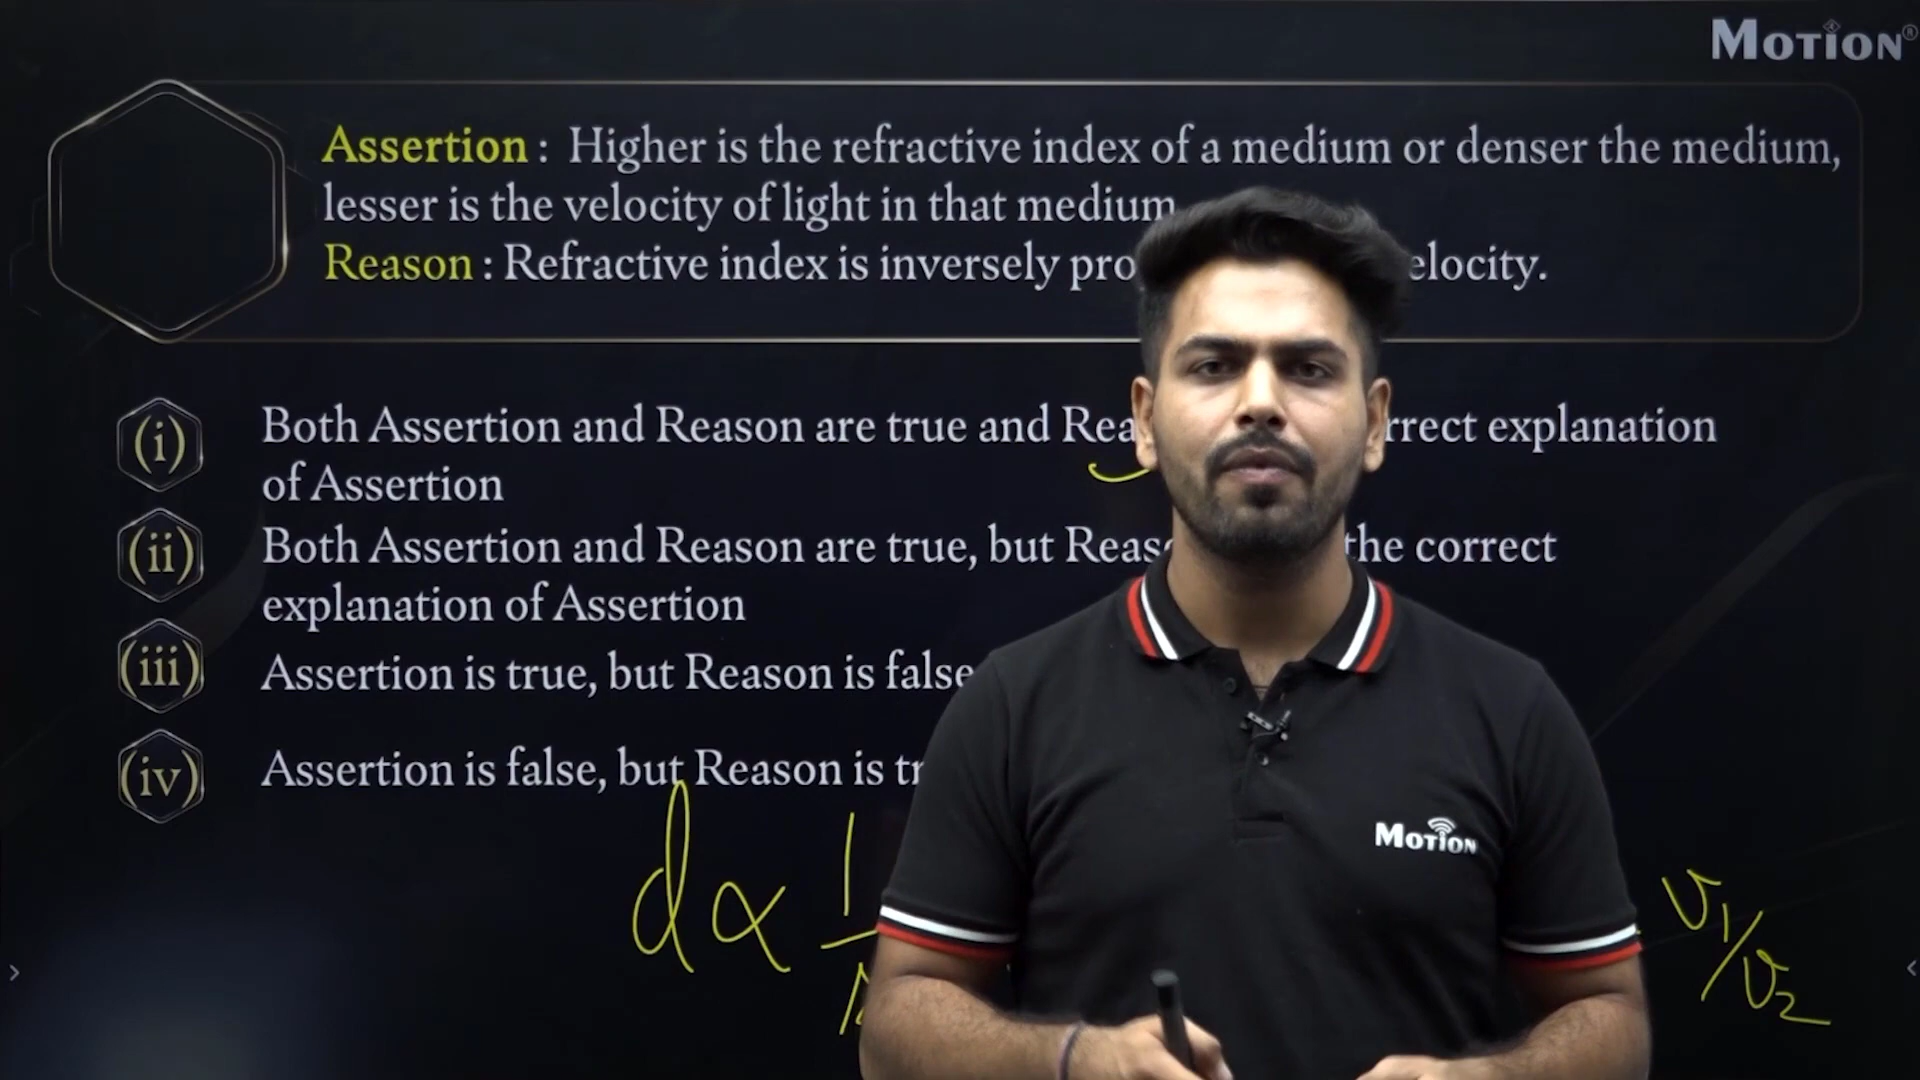 MOTION®
Assertion : Higher is the refractive index of a medium or denser the medium,
lesser is the velocity of light in that medium
Reason : Refractive index is inversely pro elocity.
(i) Both Assertion and Reason are true and Rea rrect explanation
of Assertion
(ii) Both Assertion and Reason are true, but Reas the correct
explanation of Assertion
(iii) Assertion is true, but Reason is false
(iv) Assertion is false, but Reason is tr
d ∝ 1
v₁/v₂
MOTION